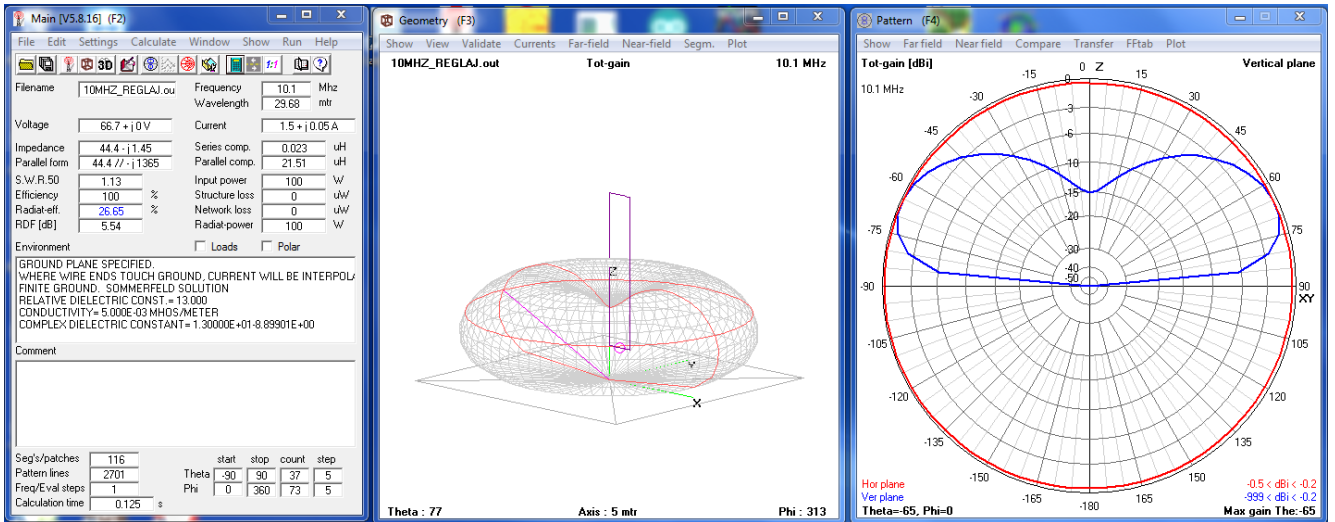 Main [V5.8.16] (F2)
File Edit Settings Calculate Window Show Run Help
3D 1:1
Filename 10MHZ_REGLAJ.ou Frequency 10.1 Mhz
Wavelength 29.68 mtr
Voltage 66.7 + j 0 V Current 1.5 + j 0.05 A
Impedance 44.4 - j 1.45 Series comp. 0.023 uH
Parallel form 44.4 // - j 1365 Parallel comp. 21.51 uH
S.W.R.50 1.13 Input power 100 W
Efficiency 100 % Structure loss 0 uW
Radiat-eff. 26.65 % Network loss 0 uW
RDF [dB] 5.54 Radiat-power 100 W
Environment Loads Polar
GROUND PLANE SPECIFIED.
WHERE WIRE ENDS TOUCH GROUND, CURRENT WILL BE INTERPOL
FINITE GROUND. SOMMERFELD SOLUTION
RELATIVE DIELECTRIC CONST.= 13.000
CONDUCTIVITY= 5.000E-03 MHOS/METER
COMPLEX DIELECTRIC CONSTANT= 1.30000E+01-8.89901E+00
Comment
Seg's/patches 116
Pattern lines 2701
Freq/Eval steps 1
Calculation time 0.125 s
start stop count step
Theta -90 90 37 5
Phi 0 360 73 5
Geometry (F3)
Show View Validate Currents Far-field Near-field Segm. Plot
10MHZ_REGLAJ.out Tot-gain 10.1 MHz
Z
Y
X
Theta : 77 Axis : 5 mtr Phi : 313
Pattern (F4)
Show Far field Near field Compare Transfer FFtab Plot
Tot-gain [dBi] 0 Z Vertical plane
10.1 MHz
-15 15
-30 30
-45 45
-60 60
-75 75
-90 90
XY
-105 105
-120 120
-135 135
-150 150
-165 165
-180
0
-3
-6
-10
-15
-20
-30
-40
-50
Hor plane -0.5 < dBi < -0.2
Ver plane -999 < dBi < -0.2
Theta=-65, Phi=0 Max gain The:-65